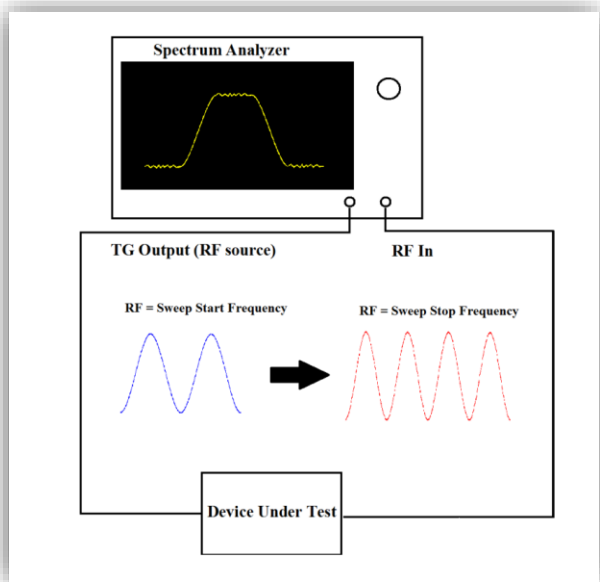 Spectrum Analyzer
TG Output (RF source)
RF In
RF = Sweep Start Frequency
RF = Sweep Stop Frequency
Device Under Test